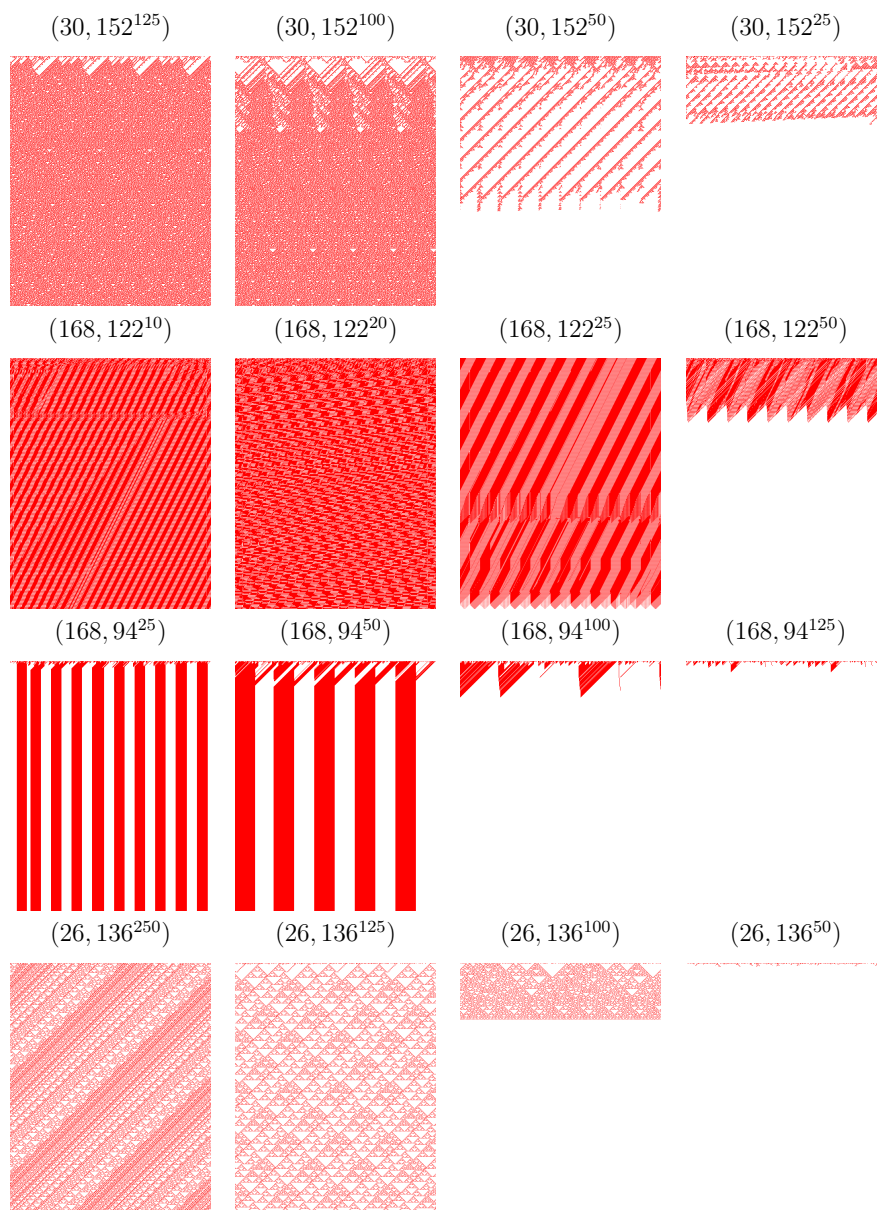 (30, 152^125) (30, 152^100) (30, 152^50) (30, 152^25)
(168, 122^10) (168, 122^20) (168, 122^25) (168, 122^50)
(168, 94^25) (168, 94^50) (168, 94^100) (168, 94^125)
(26, 136^250) (26, 136^125) (26, 136^100) (26, 136^50)